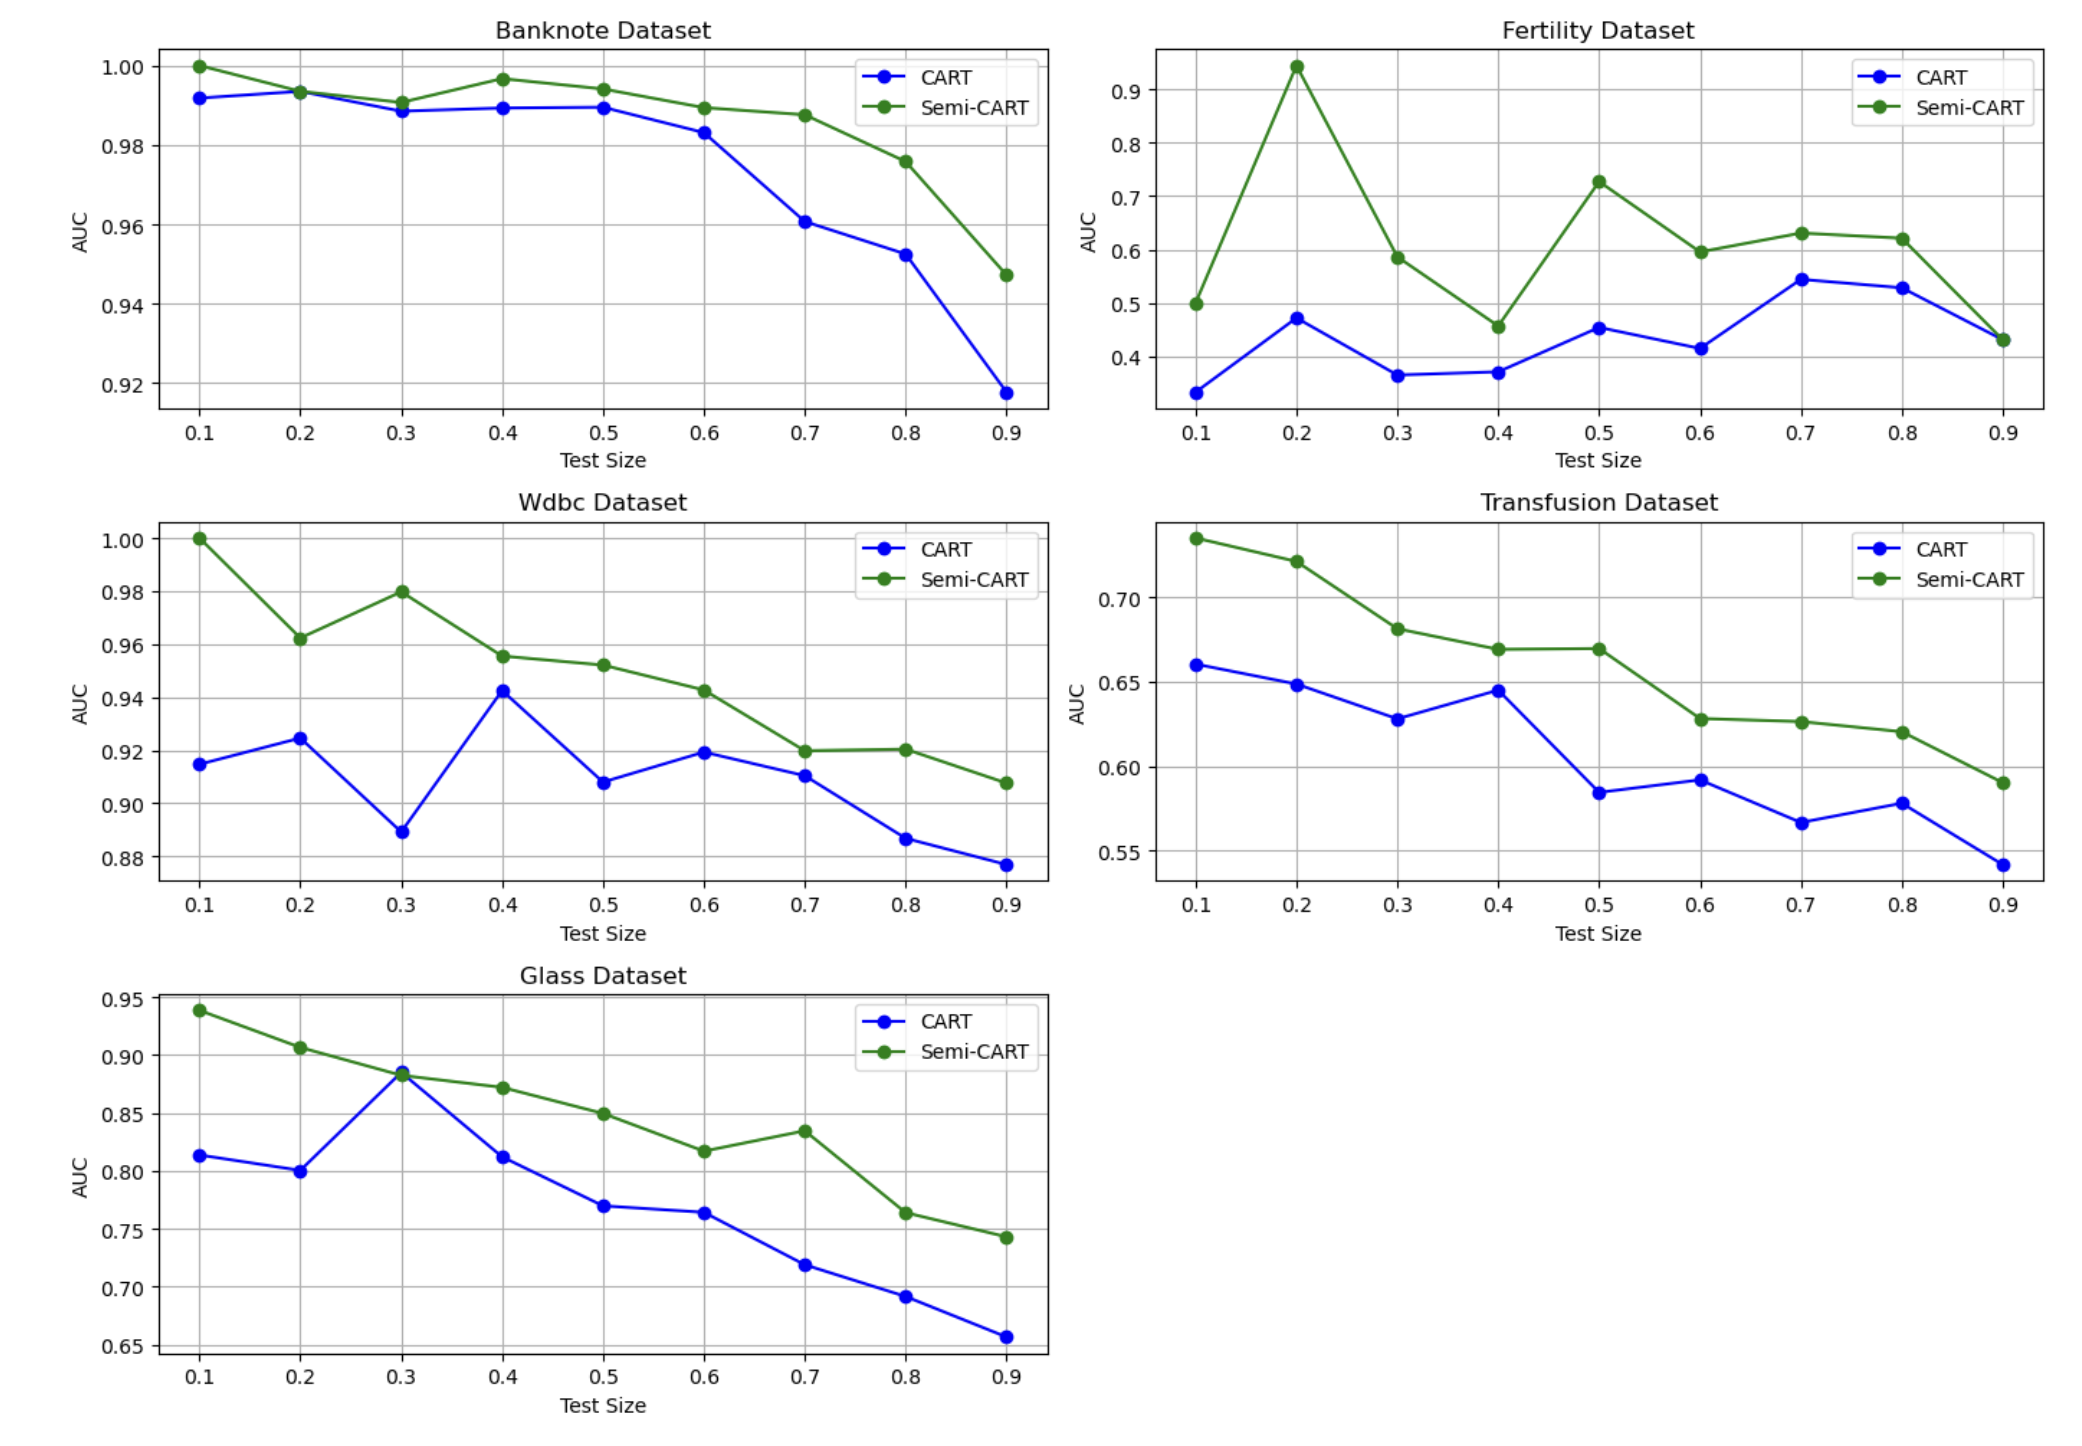 Banknote Dataset
1.00
0.98
0.96
0.94
0.92
AUC
CART
Semi-CART
0.1 0.2 0.3 0.4 0.5 0.6 0.7 0.8 0.9
Test Size
Fertility Dataset
0.9
0.8
0.7
0.6
0.5
0.4
AUC
CART
Semi-CART
0.1 0.2 0.3 0.4 0.5 0.6 0.7 0.8 0.9
Test Size
Wdbc Dataset
1.00
0.98
0.96
0.94
0.92
0.90
0.88
AUC
CART
Semi-CART
0.1 0.2 0.3 0.4 0.5 0.6 0.7 0.8 0.9
Test Size
Transfusion Dataset
0.70
0.65
0.60
0.55
AUC
CART
Semi-CART
0.1 0.2 0.3 0.4 0.5 0.6 0.7 0.8 0.9
Test Size
Glass Dataset
0.95
0.90
0.85
0.80
0.75
0.70
0.65
AUC
CART
Semi-CART
0.1 0.2 0.3 0.4 0.5 0.6 0.7 0.8 0.9
Test Size